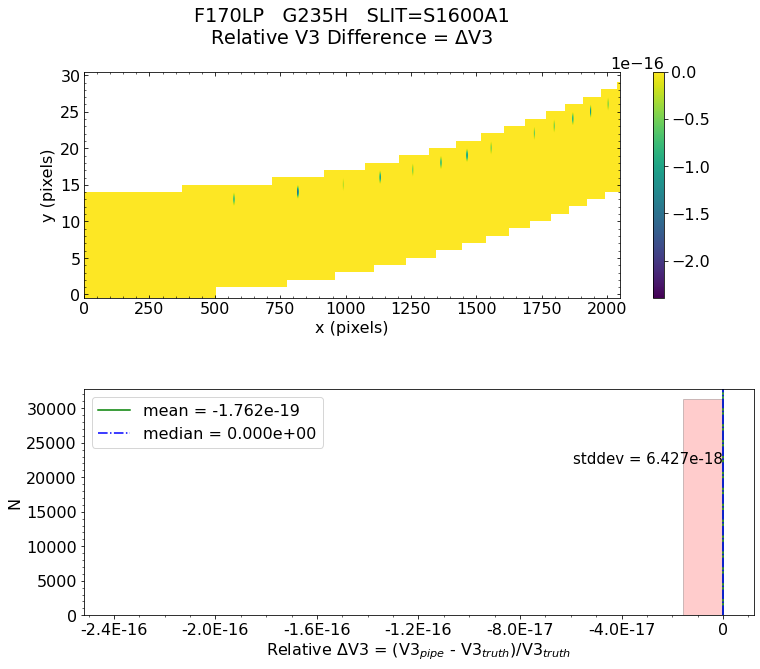 F170LP G235H SLIT=S1600A1
Relative V3 Difference = ΔV3
1e−16
30
25
20
15
10
5
0
y (pixels)
0 250 500 750 1000 1250 1500 1750 2000
x (pixels)
0.0
−0.5
−1.0
−1.5
−2.0
mean = -1.762e-19
median = 0.000e+00
stddev = 6.427e-18
30000
25000
20000
15000
10000
5000
0
N
-2.4E-16 -2.0E-16 -1.6E-16 -1.2E-16 -8.0E-17 -4.0E-17 0
Relative ΔV3 = (V3pipe - V3truth)/V3truth